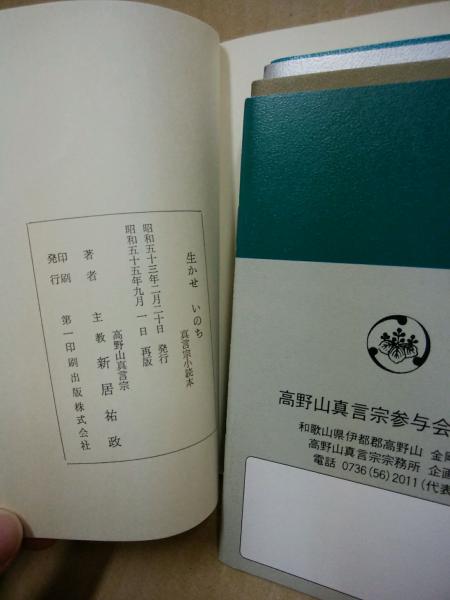 生かせ いのち
真言宗小読本
昭和五十三年二月二十日 発行
昭和五十五年九月一日 再版
高野山真言宗
著者 主教 新居祐政
印刷
発行 第一印刷出版株式会社
高野山真言宗参与会
和歌山県伊都郡高野山 金剛
高野山真言宗宗務所 企画
電話 0736(56)2011(代表